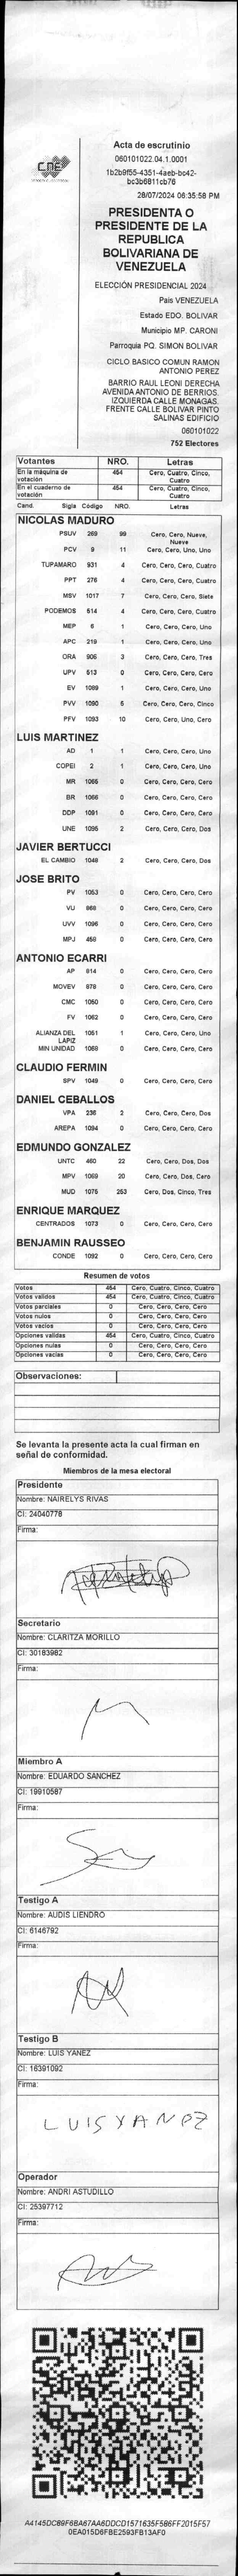 CNE
Acta de escrutinio
060101022.04.1.0001
1b2b9f55-4351-4aeb-bc42-
bc3b6811cb76
28/07/2024 06:35:58 PM
PRESIDENTA O
PRESIDENTE DE LA
REPUBLICA
BOLIVARIANA DE
VENEZUELA
ELECCIÓN PRESIDENCIAL 2024
País VENEZUELA
Estado EDO. BOLIVAR
Municipio MP. CARONI
Parroquia PQ. SIMON BOLIVAR
CICLO BASICO COMUN RAMON
ANTONIO PEREZ
BARRIO RAUL LEONI DERECHA
AVENIDA ANTONIO DE BERRIOS.
IZQUIERDA CALLE MONAGAS.
FRENTE CALLE BOLIVAR PINTO
SALINAS EDIFICIO
060101022
752 Electores
Votantes NRO. Letras
En la máquina de votación 454 Cero, Cuatro, Cinco, Cuatro
En el cuaderno de votación 454 Cero, Cuatro, Cinco, Cuatro
Cand. Sigla Código NRO. Letras
NICOLAS MADURO
PSUV 269 99 Cero, Cero, Nueve, Nueve
PCV 9 11 Cero, Cero, Uno, Uno
TUPAMARO 931 4 Cero, Cero, Cero, Cuatro
PPT 276 4 Cero, Cero, Cero, Cuatro
MSV 1017 7 Cero, Cero, Cero, Siete
PODEMOS 514 4 Cero, Cero, Cero, Cuatro
MEP 6 1 Cero, Cero, Cero, Uno
APC 219 1 Cero, Cero, Cero, Uno
ORA 906 3 Cero, Cero, Cero, Tres
UPV 513 0 Cero, Cero, Cero, Cero
EV 1089 1 Cero, Cero, Cero, Uno
PVV 1090 5 Cero, Cero, Cero, Cinco
PFV 1093 10 Cero, Cero, Uno, Cero
LUIS MARTINEZ
AD 1 1 Cero, Cero, Cero, Uno
COPEI 2 1 Cero, Cero, Cero, Uno
MR 1065 0 Cero, Cero, Cero, Cero
BR 1066 0 Cero, Cero, Cero, Cero
DDP 1091 0 Cero, Cero, Cero, Cero
UNE 1095 2 Cero, Cero, Cero, Dos
JAVIER BERTUCCI
EL CAMBIO 1048 2 Cero, Cero, Cero, Dos
JOSE BRITO
PV 1053 0 Cero, Cero, Cero, Cero
VU 868 0 Cero, Cero, Cero, Cero
UVV 1096 0 Cero, Cero, Cero, Cero
MPJ 458 0 Cero, Cero, Cero, Cero
ANTONIO ECARRI
AP 814 0 Cero, Cero, Cero, Cero
MOVEV 878 0 Cero, Cero, Cero, Cero
CMC 1050 0 Cero, Cero, Cero, Cero
FV 1062 0 Cero, Cero, Cero, Cero
ALIANZA DEL LAPIZ 1051 1 Cero, Cero, Cero, Uno
MIN UNIDAD 1068 0 Cero, Cero, Cero, Cero
CLAUDIO FERMIN
SPV 1049 0 Cero, Cero, Cero, Cero
DANIEL CEBALLOS
VPA 236 2 Cero, Cero, Cero, Dos
AREPA 1094 0 Cero, Cero, Cero, Cero
EDMUNDO GONZALEZ
UNTC 460 22 Cero, Cero, Dos, Dos
MPV 1069 20 Cero, Cero, Dos, Cero
MUD 1075 253 Cero, Dos, Cinco, Tres
ENRIQUE MARQUEZ
CENTRADOS 1073 0 Cero, Cero, Cero, Cero
BENJAMIN RAUSSEO
CONDE 1092 0 Cero, Cero, Cero, Cero
Resumen de votos
Votos 454 Cero, Cuatro, Cinco, Cuatro
Votos validos 454 Cero, Cuatro, Cinco, Cuatro
Votos parciales 0 Cero, Cero, Cero, Cero
Votos nulos 0 Cero, Cero, Cero, Cero
Votos vacios 0 Cero, Cero, Cero, Cero
Opciones validas 454 Cero, Cuatro, Cinco, Cuatro
Opciones nulas 0 Cero, Cero, Cero, Cero
Opciones vacias 0 Cero, Cero, Cero, Cero
Observaciones:
Se levanta la presente acta la cual firman en
señal de conformidad.
Miembros de la mesa electoral
Presidente
Nombre: NAIRELYS RIVAS
CI: 24040778
Firma:
Secretario
Nombre: CLARITZA MORILLO
CI: 30183982
Firma:
Miembro A
Nombre: EDUARDO SANCHEZ
CI: 19910587
Firma:
Testigo A
Nombre: AUDIS LIENDRO
CI: 6146792
Firma:
Testigo B
Nombre: LUIS YANEZ
CI: 16391092
Firma:
LUIS YANEZ
Operador
Nombre: ANDRI ASTUDILLO
CI: 25397712
Firma:
A4145DC89F6BA67AA6DDCD1571635F586FF2015F57
0EA015D6FBE2593FB13AF0